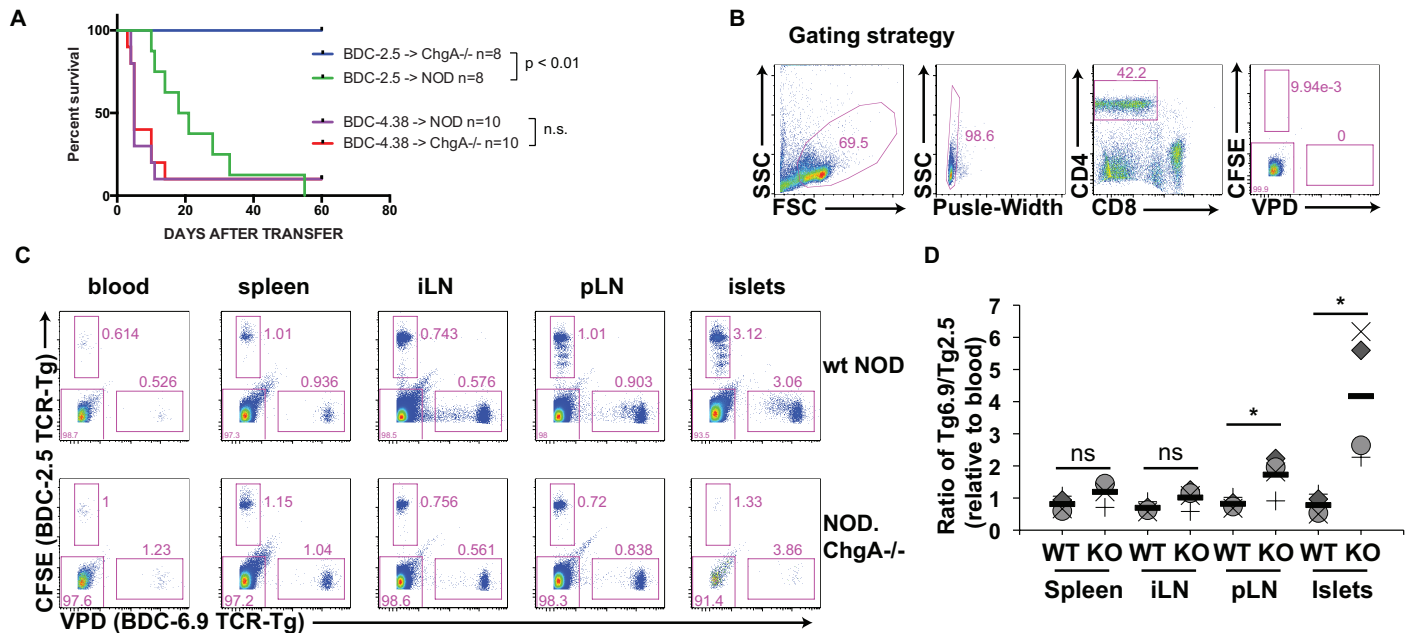 A
Percent survival
100
50
0
0 20 40 60 80
DAYS AFTER TRANSFER
BDC-2.5 -> ChgA-/- n=8
BDC-2.5 -> NOD n=8
p < 0.01
BDC-4.38 -> NOD n=10
BDC-4.38 -> ChgA-/- n=10
n.s.
B
Gating strategy
SSC
69.5
FSC
SSC
98.6
Pusle-Width
CD4
42.2
CD8
CFSE
9.94e-3
0
99.9
VPD
C
blood spleen iLN pLN islets
CFSE (BDC-2.5 TCR-Tg)
0.614
0.526
98.7
1.01
0.936
97.3
0.743
0.576
98.5
1.01
0.903
98
3.12
3.06
93.5
wt NOD
1
1.23
97.6
1.15
1.04
97.2
0.756
0.561
98.6
0.72
0.838
98.3
1.33
3.86
91.4
NOD.
ChgA-/-
VPD (BDC-6.9 TCR-Tg)
D
Ratio of Tg6.9/Tg2.5
(relative to blood)
7
6
5
4
3
2
1
0
ns
ns
*
*
WT KO WT KO WT KO WT KO
Spleen iLN pLN Islets